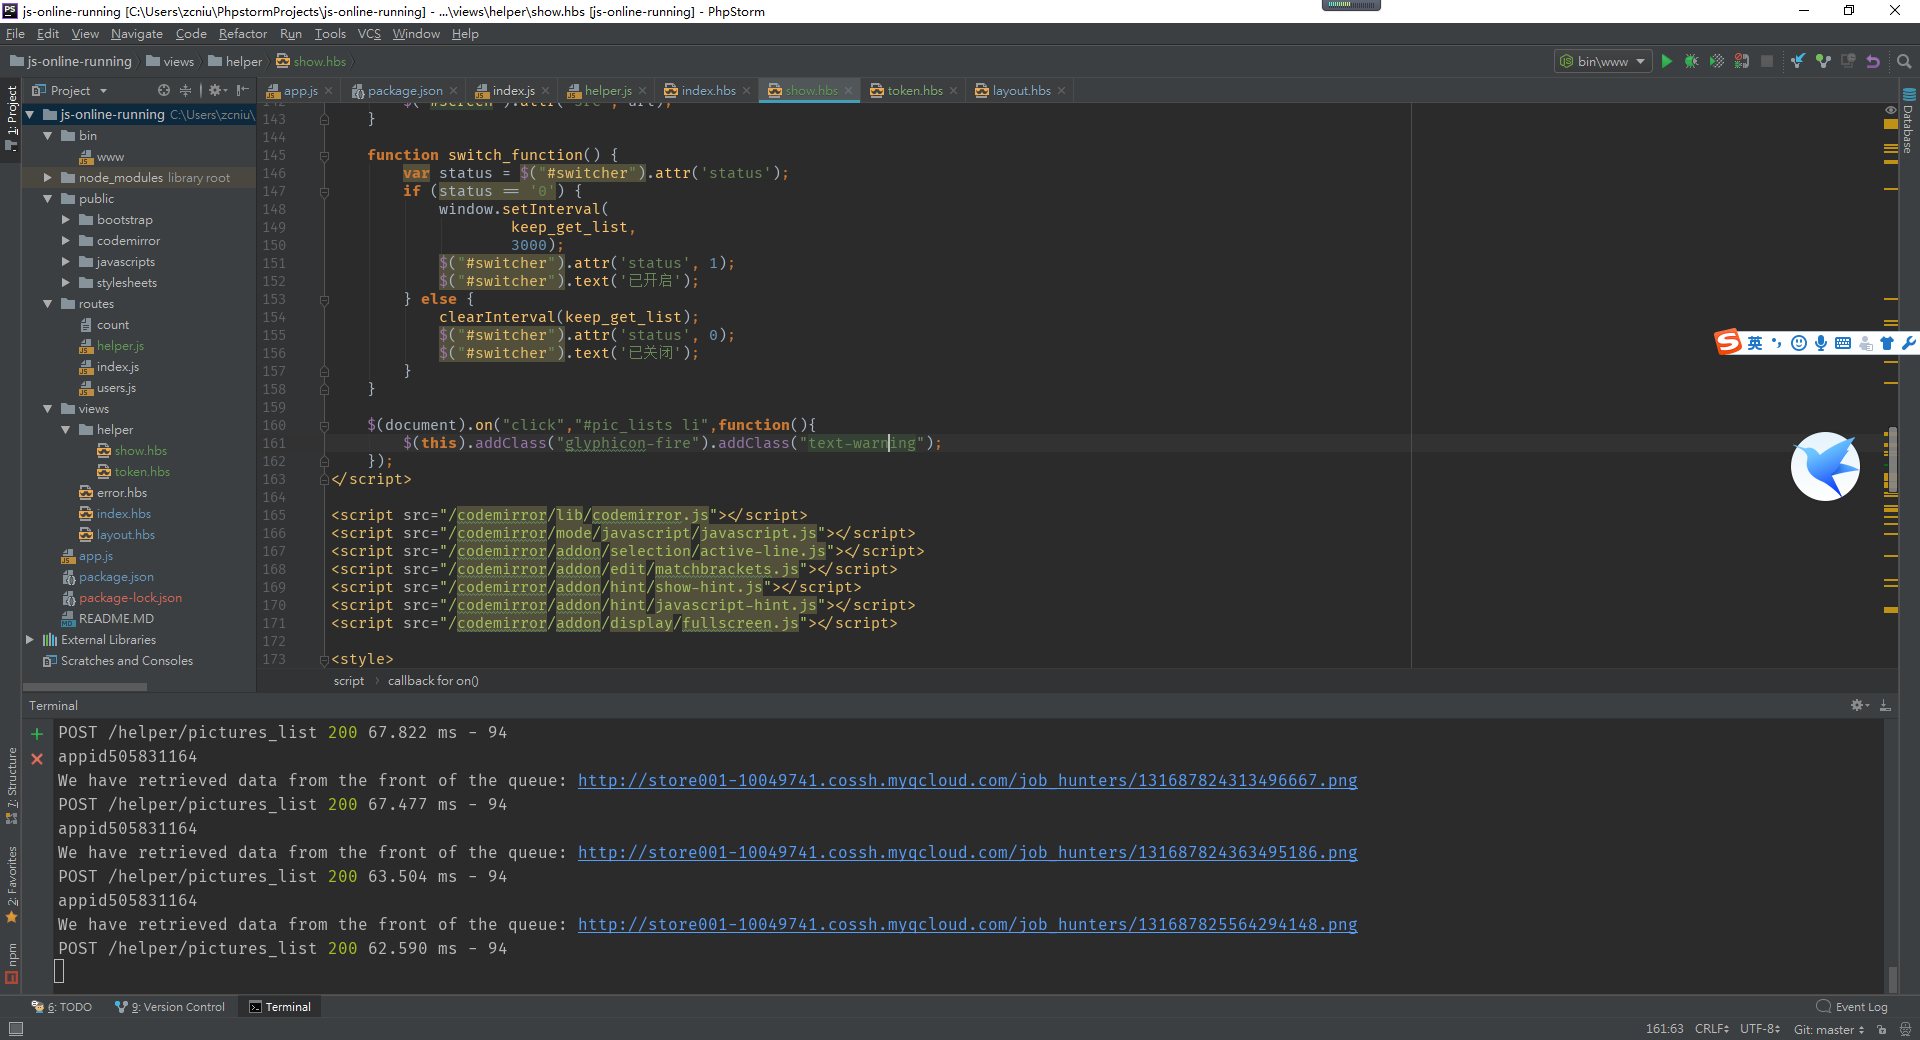 js-online-running [C:\Users\zcniu\PhpstormProjects\js-online-running] - ...\views\helper\show.hbs [js-online-running] - PhpStorm
File Edit View Navigate Code Refactor Run Tools VCS Window Help
js-online-running views helper show.hbs bin\www
Project app.js package.json index.js helper.js index.hbs show.hbs token.hbs layout.hbs
1: Project
Database
js-online-running C:\Users\zcniu\
bin
www
node_modules library root
public
bootstrap
codemirror
javascripts
stylesheets
routes
count
helper.js
index.js
users.js
views
helper
show.hbs
token.hbs
error.hbs
index.hbs
layout.hbs
app.js
package.json
package-lock.json
README.MD
External Libraries
Scratches and Consoles
143 }
144
145 function switch_function() {
146 var status = $("#switcher").attr('status');
147 if (status == '0') {
148 window.setInterval(
149 keep_get_list,
150 3000);
151 $("#switcher").attr('status', 1);
152 $("#switcher").text('已开启');
153 } else {
154 clearInterval(keep_get_list);
155 $("#switcher").attr('status', 0);
156 $("#switcher").text('已关闭');
157 }
158 }
159
160 $(document).on("click","#pic_lists li",function(){
161 $(this).addClass("glyphicon-fire").addClass("text-warning");
162 });
163 </script>
164
165 <script src="/codemirror/lib/codemirror.js"></script>
166 <script src="/codemirror/mode/javascript/javascript.js"></script>
167 <script src="/codemirror/addon/selection/active-line.js"></script>
168 <script src="/codemirror/addon/edit/matchbrackets.js"></script>
169 <script src="/codemirror/addon/hint/show-hint.js"></script>
170 <script src="/codemirror/addon/hint/javascript-hint.js"></script>
171 <script src="/codemirror/addon/display/fullscreen.js"></script>
172
173 <style>
script callback for on()
S 英
Terminal
POST /helper/pictures_list 200 67.822 ms - 94
appid505831164
We have retrieved data from the front of the queue: http://store001-10049741.cossh.myqcloud.com/job_hunters/131687824313496667.png
POST /helper/pictures_list 200 67.477 ms - 94
appid505831164
We have retrieved data from the front of the queue: http://store001-10049741.cossh.myqcloud.com/job_hunters/131687824363495186.png
POST /helper/pictures_list 200 63.504 ms - 94
appid505831164
We have retrieved data from the front of the queue: http://store001-10049741.cossh.myqcloud.com/job_hunters/131687825564294148.png
POST /helper/pictures_list 200 62.590 ms - 94
7: Structure
2: Favorites
npm
6: TODO 9: Version Control Terminal Event Log
161:63 CRLF UTF-8 Git: master